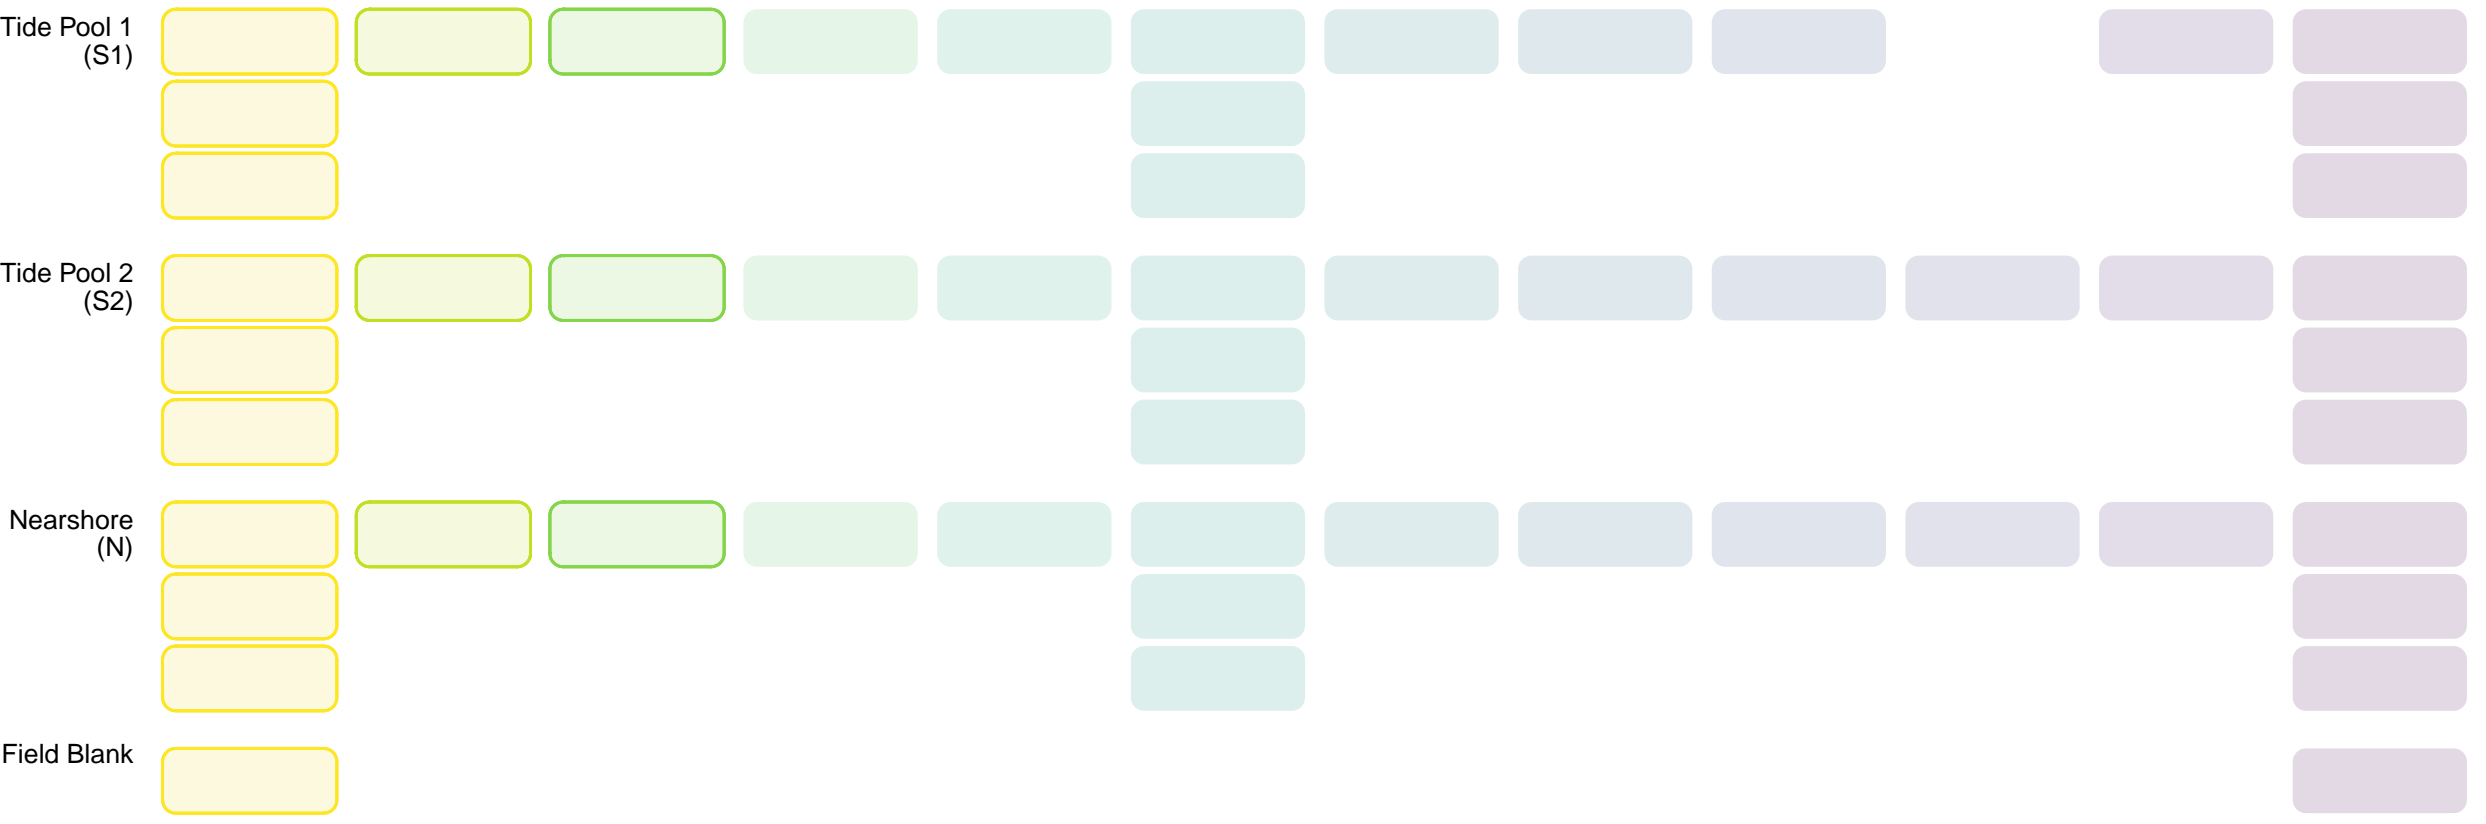 Tide Pool 1
(S1)
Tide Pool 2
(S2)
Nearshore
(N)
Field Blank